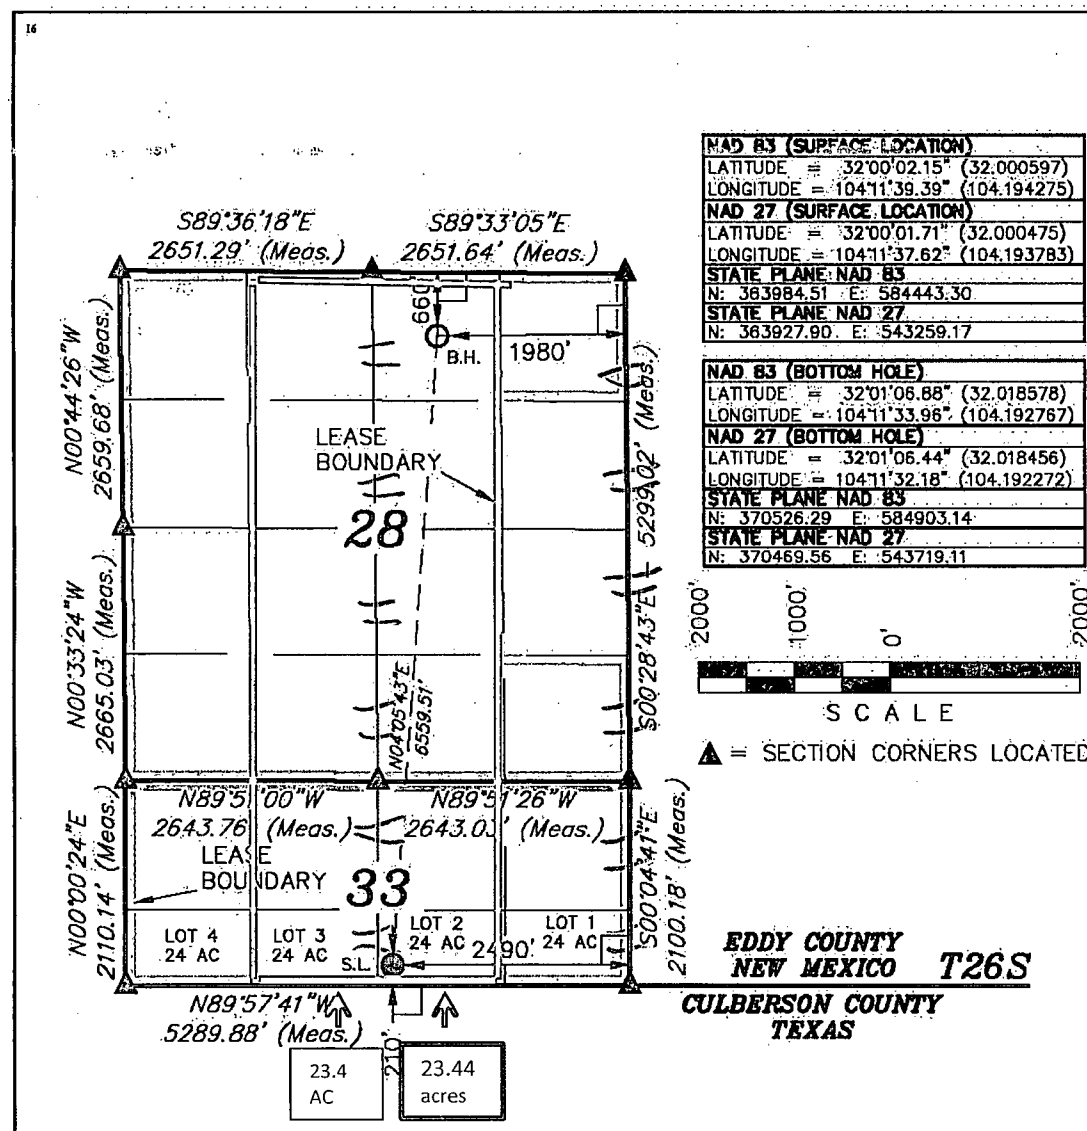 16
S89°36'18"E
2651.29' (Meas.)
S89°33'05"E
2651.64' (Meas.)
NAD 83 (SURFACE LOCATION)
LATITUDE = 32°00'02.15" (32.000597)
LONGITUDE = 104°11'39.39" (104.194275)
NAD 27 (SURFACE LOCATION)
LATITUDE = 32°00'01.71" (32.000475)
LONGITUDE = 104°11'37.62" (104.193783)
STATE PLANE NAD 83
N: 363984.51 E: 584443.30
STATE PLANE NAD 27
N: 363927.90 E: 543259.17
NAD 83 (BOTTOM HOLE)
LATITUDE = 32°01'06.88" (32.018578)
LONGITUDE = 104°11'33.96" (104.192767)
NAD 27 (BOTTOM HOLE)
LATITUDE = 32°01'06.44" (32.018456)
LONGITUDE = 104°11'32.18" (104.192272)
STATE PLANE NAD 83
N: 370526.29 E: 584903.14
STATE PLANE NAD 27
N: 370469.56 E: 543719.11
660'
B.H.
1980'
N00°44'26"W
2659.68' (Meas.)
LEASE
BOUNDARY
28
S00°28'43"E – 5299.02' (Meas.)
N00°33'24"W
2665.03' (Meas.)
N04°05'43"E
6559.51'
2000'
1000'
0'
2000'
SCALE
▲ = SECTION CORNERS LOCATED
N89°51'00"W
2643.76' (Meas.)
N89°51'26"W
2643.03' (Meas.)
N00°00'24"E
2110.14' (Meas.)
LEASE
BOUNDARY
33
S00°04'41"E
2100.18' (Meas.)
LOT 4
24 AC
LOT 3
24 AC
LOT 2
24 AC
LOT 1
24 AC
S.L.
2490'
EDDY COUNTY
NEW MEXICO
T26S
CULBERSON COUNTY
TEXAS
N89°57'41"W
5289.88' (Meas.)
210'
23.4
AC
23.44
acres